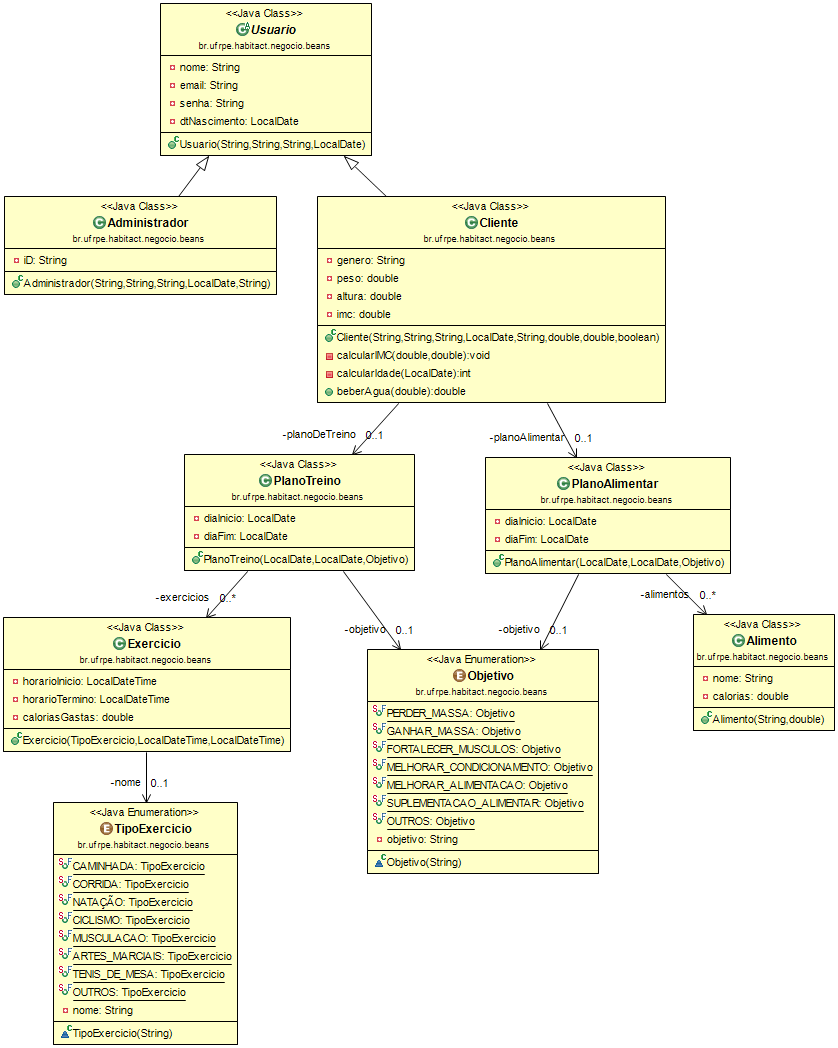 <<Java Class>>
Usuario
br.ufrpe.habitact.negocio.beans
nome: String
email: String
senha: String
dtNascimento: LocalDate
Usuario(String,String,String,LocalDate)
<<Java Class>>
Administrador
br.ufrpe.habitact.negocio.beans
iD: String
Administrador(String,String,String,LocalDate,String)
<<Java Class>>
Cliente
br.ufrpe.habitact.negocio.beans
genero: String
peso: double
altura: double
imc: double
Cliente(String,String,String,LocalDate,String,double,double,boolean)
calcularIMC(double,double):void
calcularIdade(LocalDate):int
beberAgua(double):double
-planoDeTreino 0..1
-planoAlimentar 0..1
<<Java Class>>
PlanoTreino
br.ufrpe.habitact.negocio.beans
diaInicio: LocalDate
diaFim: LocalDate
PlanoTreino(LocalDate,LocalDate,Objetivo)
<<Java Class>>
PlanoAlimentar
br.ufrpe.habitact.negocio.beans
diaInicio: LocalDate
diaFim: LocalDate
PlanoAlimentar(LocalDate,LocalDate,Objetivo)
-exercicios 0..*
-objetivo 0..1
-objetivo 0..1
-alimentos 0..*
<<Java Class>>
Exercicio
br.ufrpe.habitact.negocio.beans
horarioInicio: LocalDateTime
horarioTermino: LocalDateTime
caloriasGastas: double
Exercicio(TipoExercicio,LocalDateTime,LocalDateTime)
<<Java Enumeration>>
Objetivo
br.ufrpe.habitact.negocio.beans
PERDER_MASSA: Objetivo
GANHAR_MASSA: Objetivo
FORTALECER_MUSCULOS: Objetivo
MELHORAR_CONDICIONAMENTO: Objetivo
MELHORAR_ALIMENTACAO: Objetivo
SUPLEMENTACAO_ALIMENTAR: Objetivo
OUTROS: Objetivo
objetivo: String
Objetivo(String)
<<Java Class>>
Alimento
br.ufrpe.habitact.negocio.beans
nome: String
calorias: double
Alimento(String,double)
-nome 0..1
<<Java Enumeration>>
TipoExercicio
br.ufrpe.habitact.negocio.beans
CAMINHADA: TipoExercicio
CORRIDA: TipoExercicio
NATAÇÃO: TipoExercicio
CICLISMO: TipoExercicio
MUSCULACAO: TipoExercicio
ARTES_MARCIAIS: TipoExercicio
TENIS_DE_MESA: TipoExercicio
OUTROS: TipoExercicio
nome: String
TipoExercicio(String)